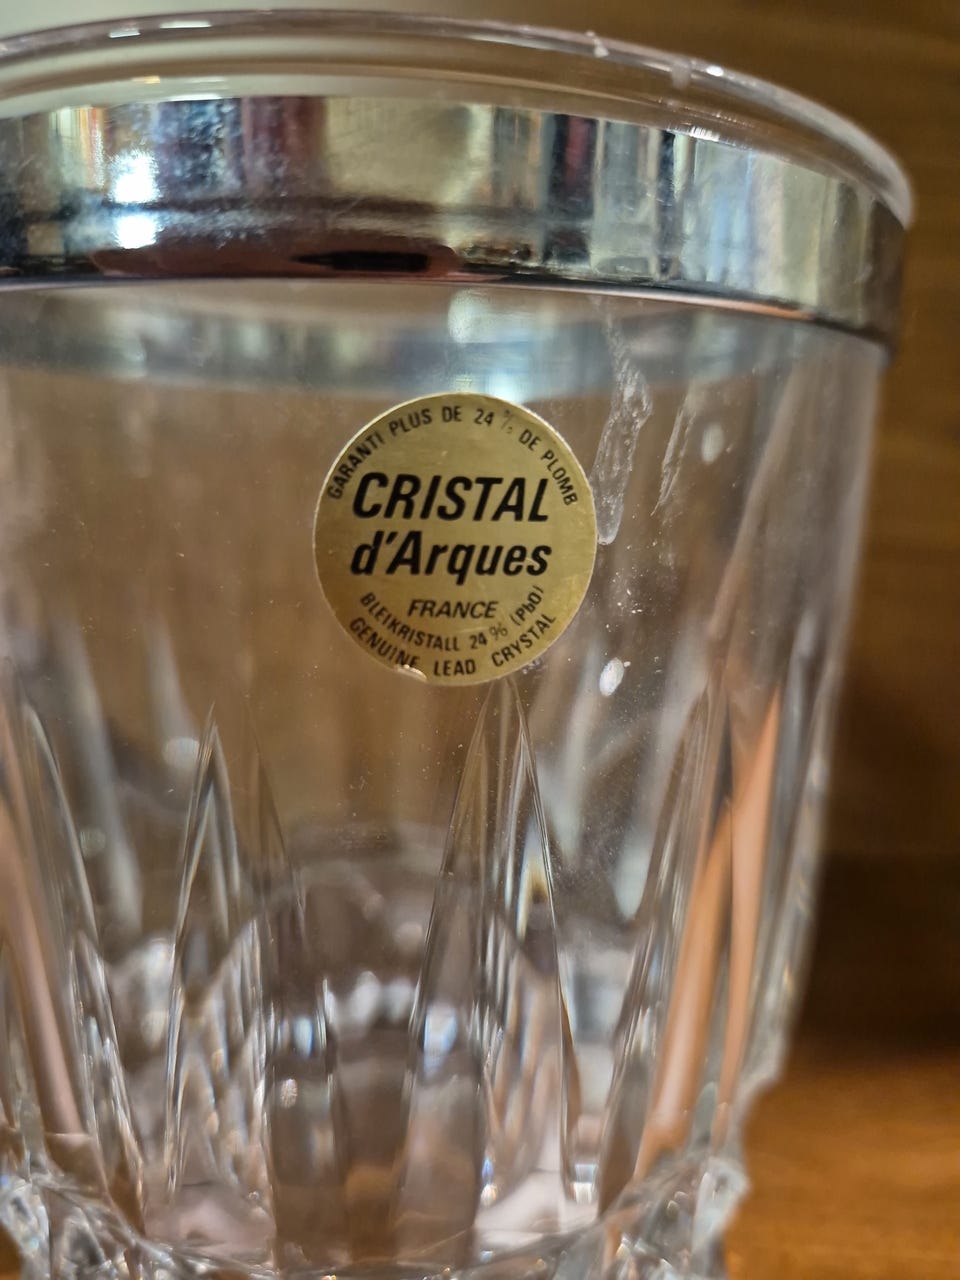 GARANTI PLUS DE 24 % DE PLOMB
CRISTAL
d'Arques
FRANCE
BLEIKRISTALL 24% (PbO)
GENUINE LEAD CRYSTAL